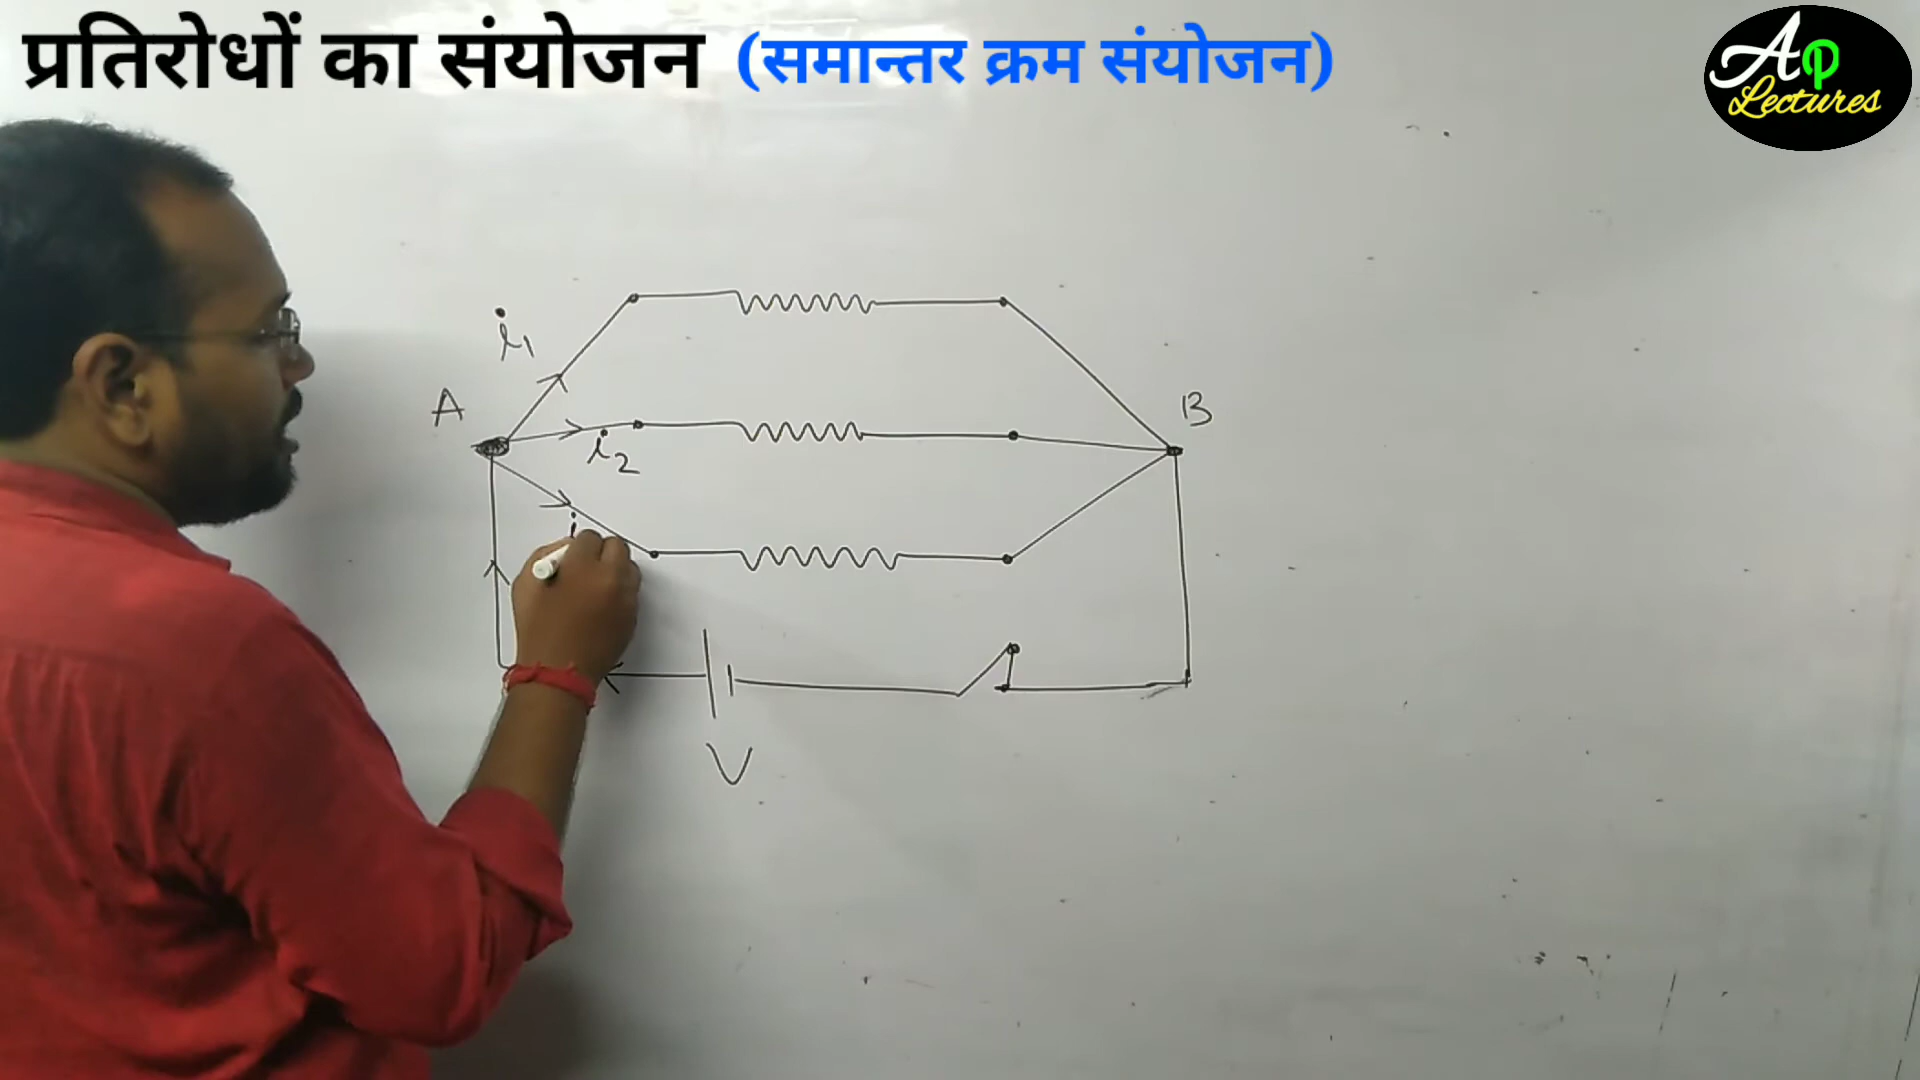 प्रतिरोधों का संयोजन (समान्तर क्रम संयोजन)
Ap
Lectures
i₁
A
B
i₂
i
V